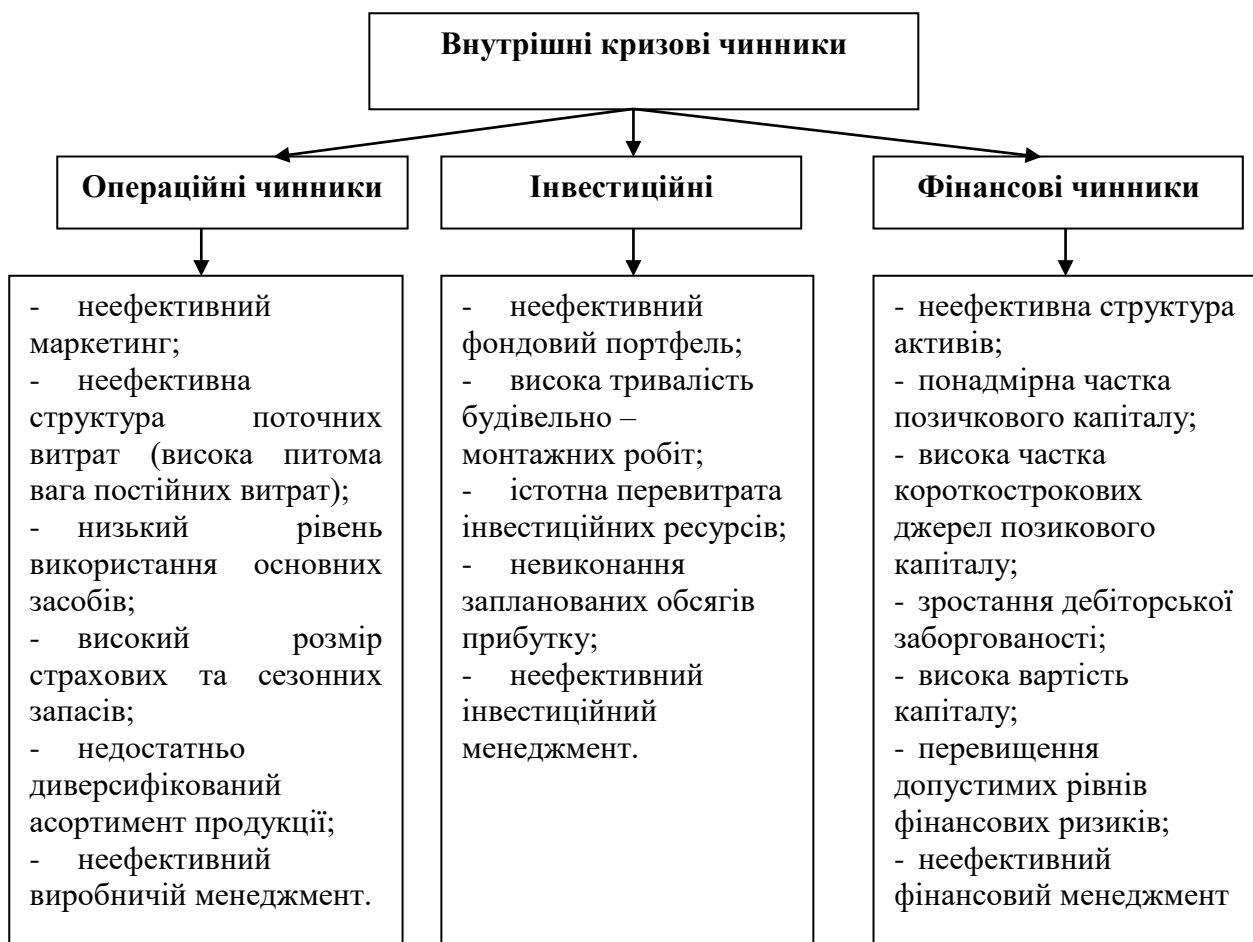 Внутрішні кризові чинники
Операційні чинники
Інвестиційні
Фінансові чинники
- неефективний
маркетинг;
- неефективна
структура поточних
витрат (висока питома
вага постійних витрат);
- низький рівень
використання основних
засобів;
- високий розмір
страхових та сезонних
запасів;
- недостатньо
диверсифікований
асортимент продукції;
- неефективний
виробничій менеджмент.
- неефективний
фондовий портфель;
- висока тривалість
будівельно –
монтажних робіт;
- істотна перевитрата
інвестиційних ресурсів;
- невиконання
запланованих обсягів
прибутку;
- неефективний
інвестиційний
менеджмент.
- неефективна структура
активів;
- понадмірна частка
позичкового капіталу;
- висока частка
короткострокових
джерел позикового
капіталу;
- зростання дебіторської
заборгованості;
- висока вартість
капіталу;
- перевищення
допустимих рівнів
фінансових ризиків;
- неефективний
фінансовий менеджмент